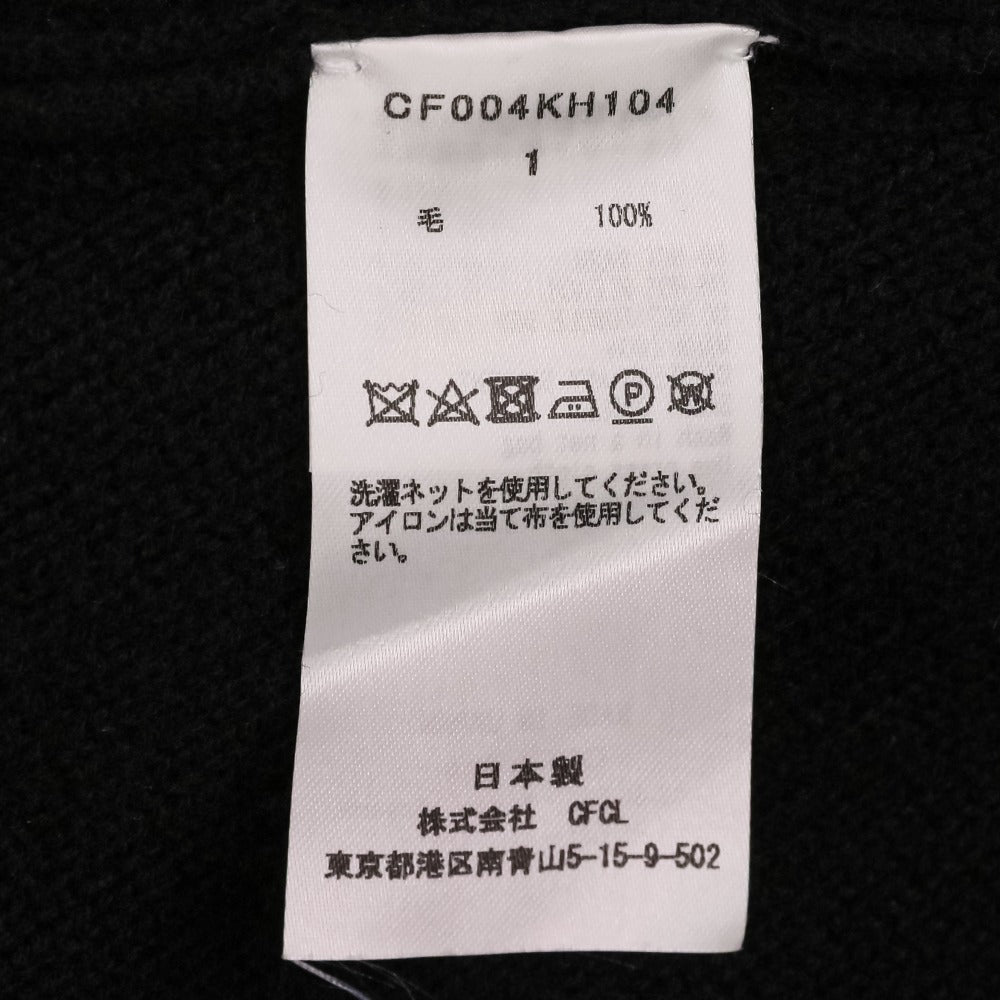 CF004KH104
1
毛 100%
P W
洗濯ネットを使用してください。
アイロンは当て布を使用してくだ
さい。
日本製
株式会社 CFCL
東京都港区南青山5-15-9-502